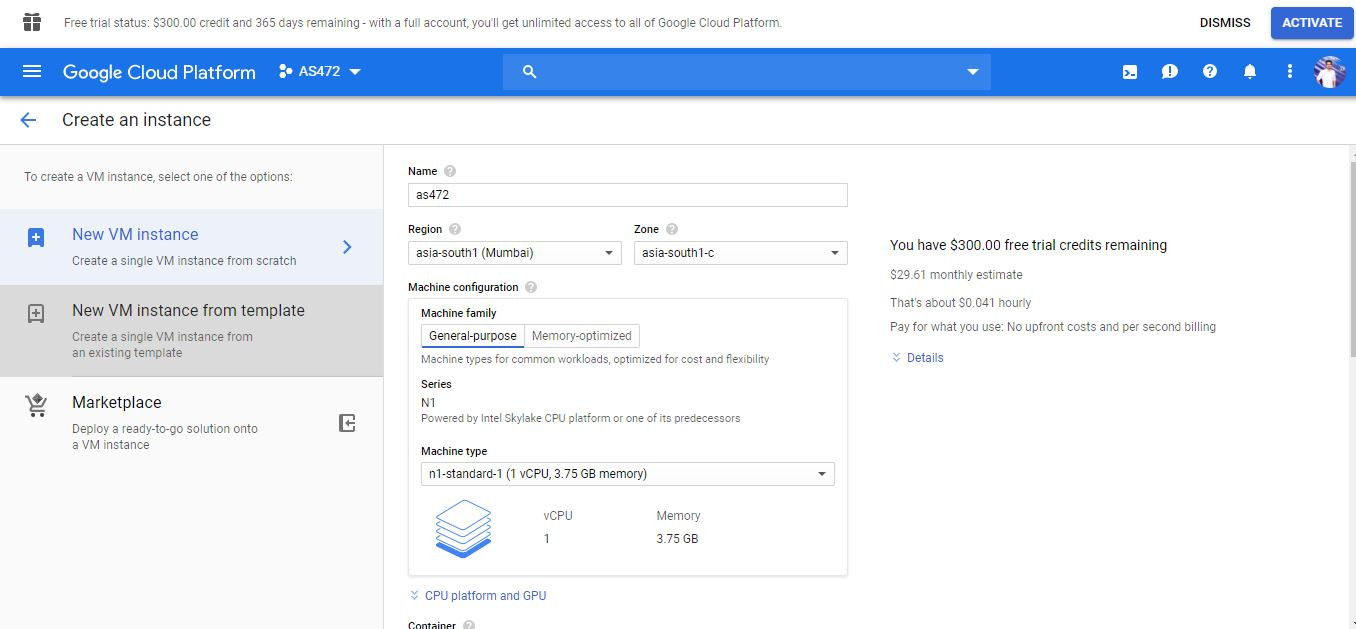 Free trial status: $300.00 credit and 365 days remaining - with a full account, you'll get unlimited access to all of Google Cloud Platform.
DISMISS
ACTIVATE
Google Cloud Platform
AS472
Create an instance
To create a VM instance, select one of the options:
New VM instance
Create a single VM instance from scratch
New VM instance from template
Create a single VM instance from
an existing template
Marketplace
Deploy a ready-to-go solution onto
a VM instance
Name
as472
Region
Zone
asia-south1 (Mumbai)
asia-south1-c
Machine configuration
Machine family
General-purpose
Memory-optimized
Machine types for common workloads, optimized for cost and flexibility
Series
N1
Powered by Intel Skylake CPU platform or one of its predecessors
Machine type
n1-standard-1 (1 vCPU, 3.75 GB memory)
vCPU
Memory
1
3.75 GB
CPU platform and GPU
Container
You have $300.00 free trial credits remaining
$29.61 monthly estimate
That's about $0.041 hourly
Pay for what you use: No upfront costs and per second billing
Details